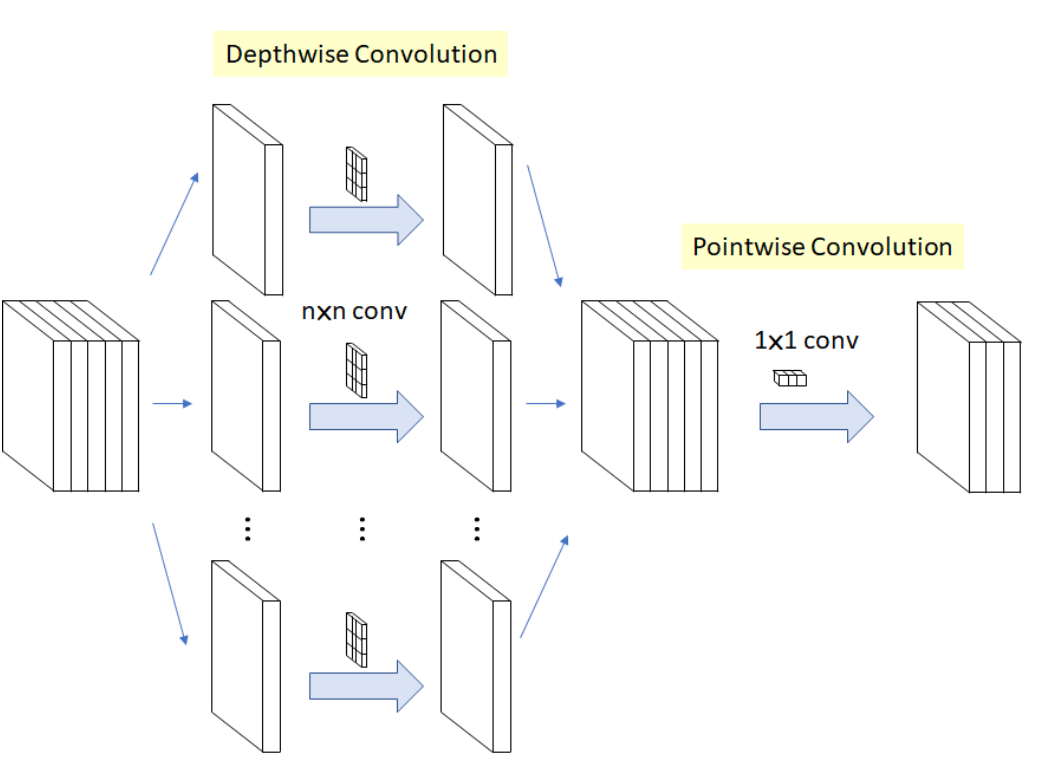 Depthwise Convolution
Pointwise Convolution
nxn conv
1x1 conv